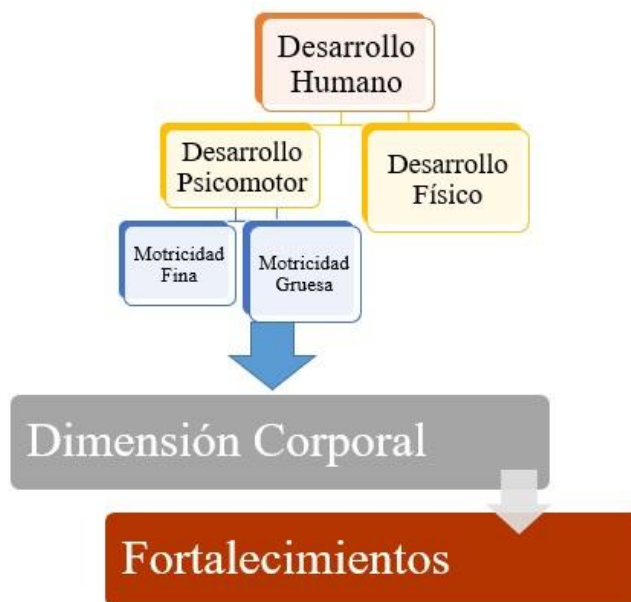 Desarrollo
Humano
Desarrollo
Psicomotor
Desarrollo
Físico
Motricidad
Fina
Motricidad
Gruesa
Dimensión Corporal
Fortalecimientos